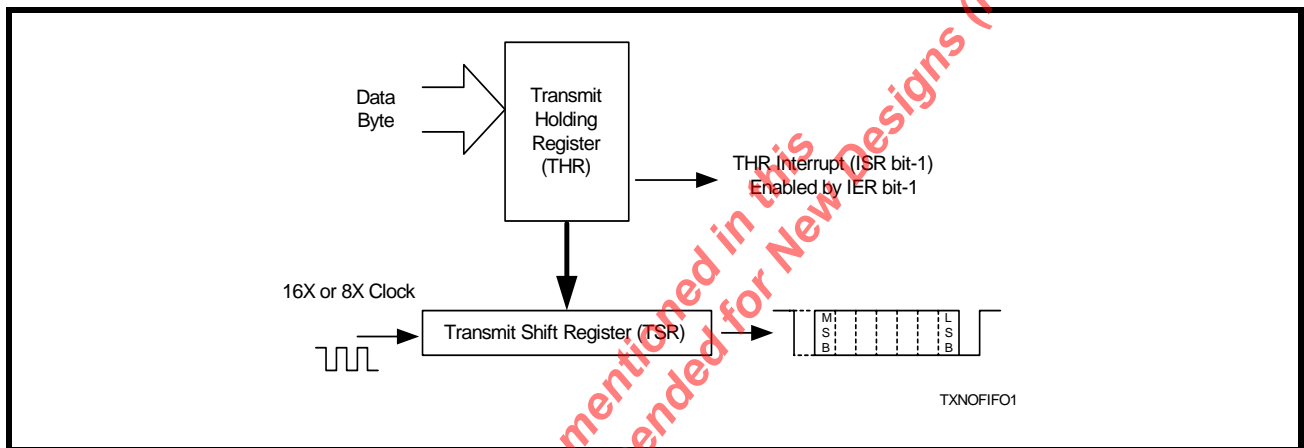 Data
Byte
Transmit
Holding
Register
(THR)
THR Interrupt (ISR bit-1)
Enabled by IER bit-1
16X or 8X Clock
Transmit Shift Register (TSR)
M
S
B
L
S
B
TXNOFIFO1
mentioned in this
ended for New Designs (